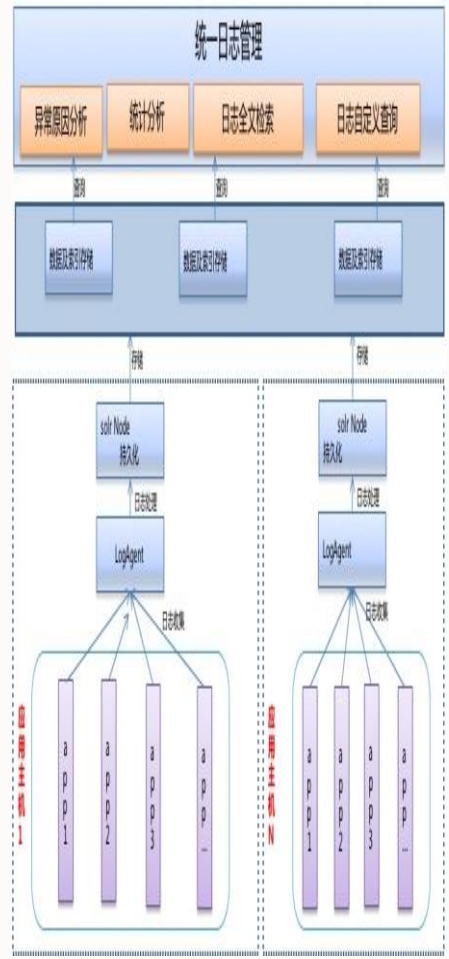 统一日志管理
异常原因分析
统计分析
日志全文检索
日志自定义查询
查询
查询
查询
数据及索引存储
数据及索引存储
数据及索引存储
存储
存储
solr Node
持久化
solr Node
持久化
日志处理
日志处理
LogAgent
LogAgent
日志收集
日志收集
应用主机1
app1
app2
app3
app_
应用主机N
app1
app2
app3
app_